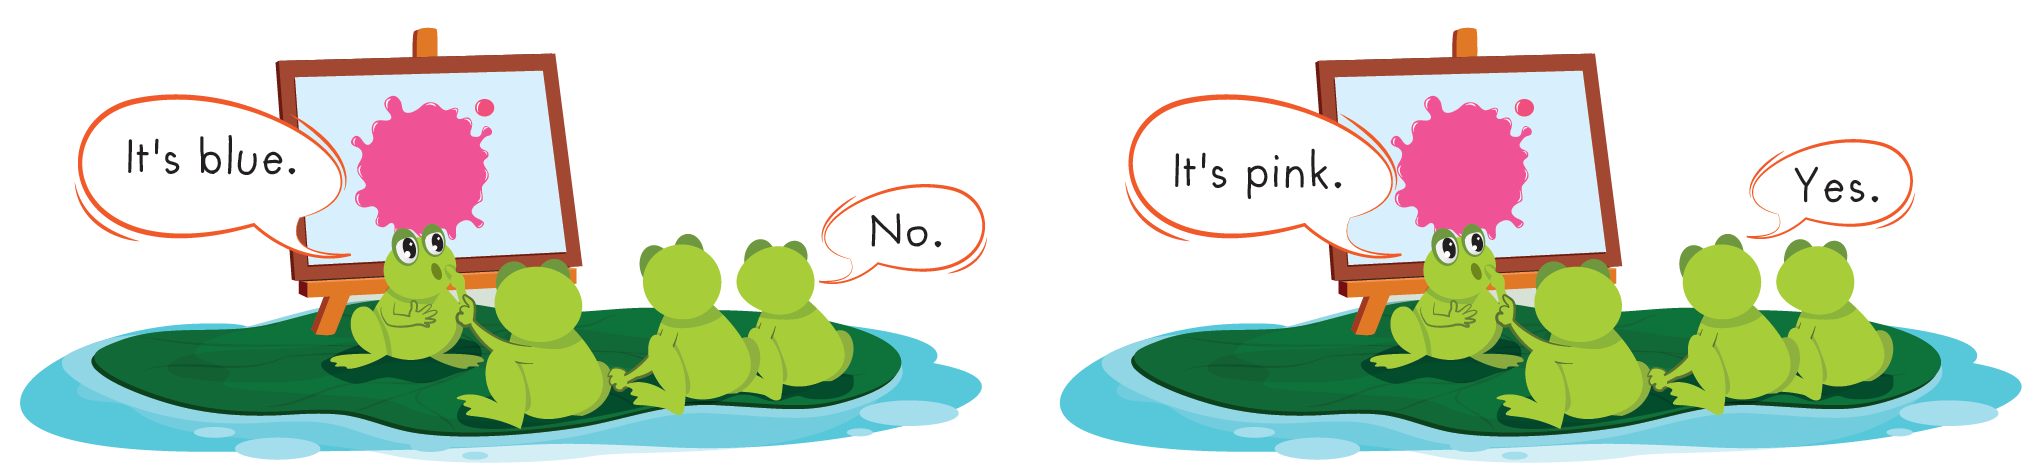 It's blue.
No.
It's pink.
Yes.